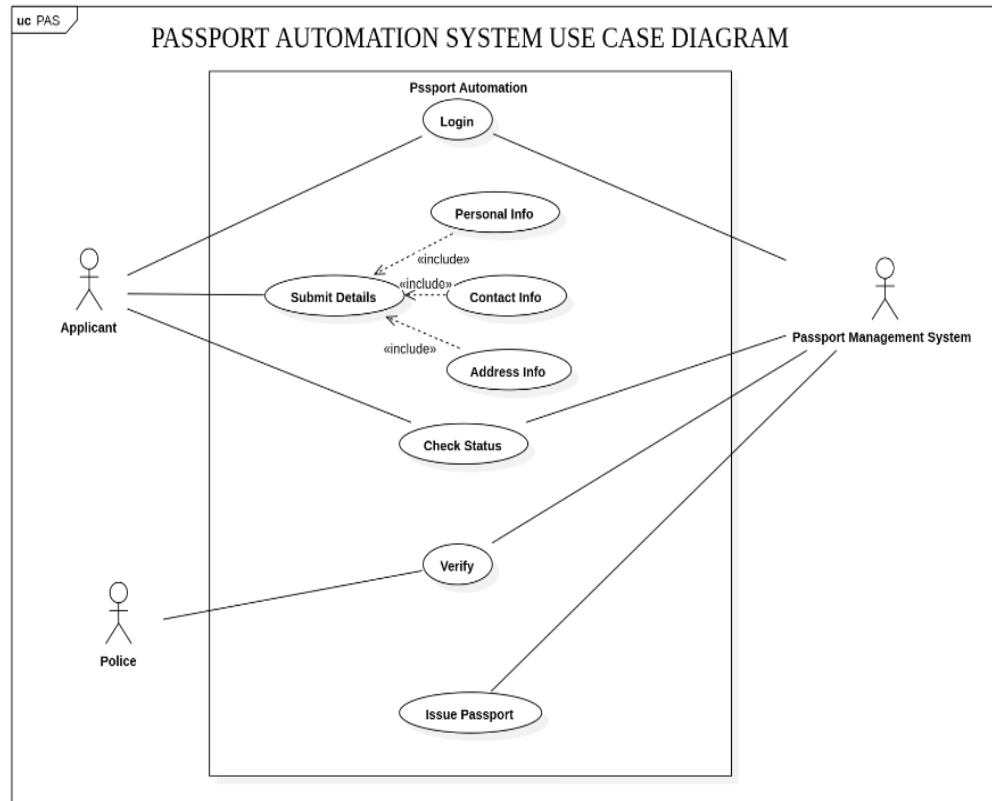 uc PAS
PASSPORT AUTOMATION SYSTEM USE CASE DIAGRAM
Pssport Automation
Login
Personal Info
«include»
«include»
Submit Details
Contact Info
Applicant
Passport Management System
«include»
Address Info
Check Status
Verify
Police
Issue Passport